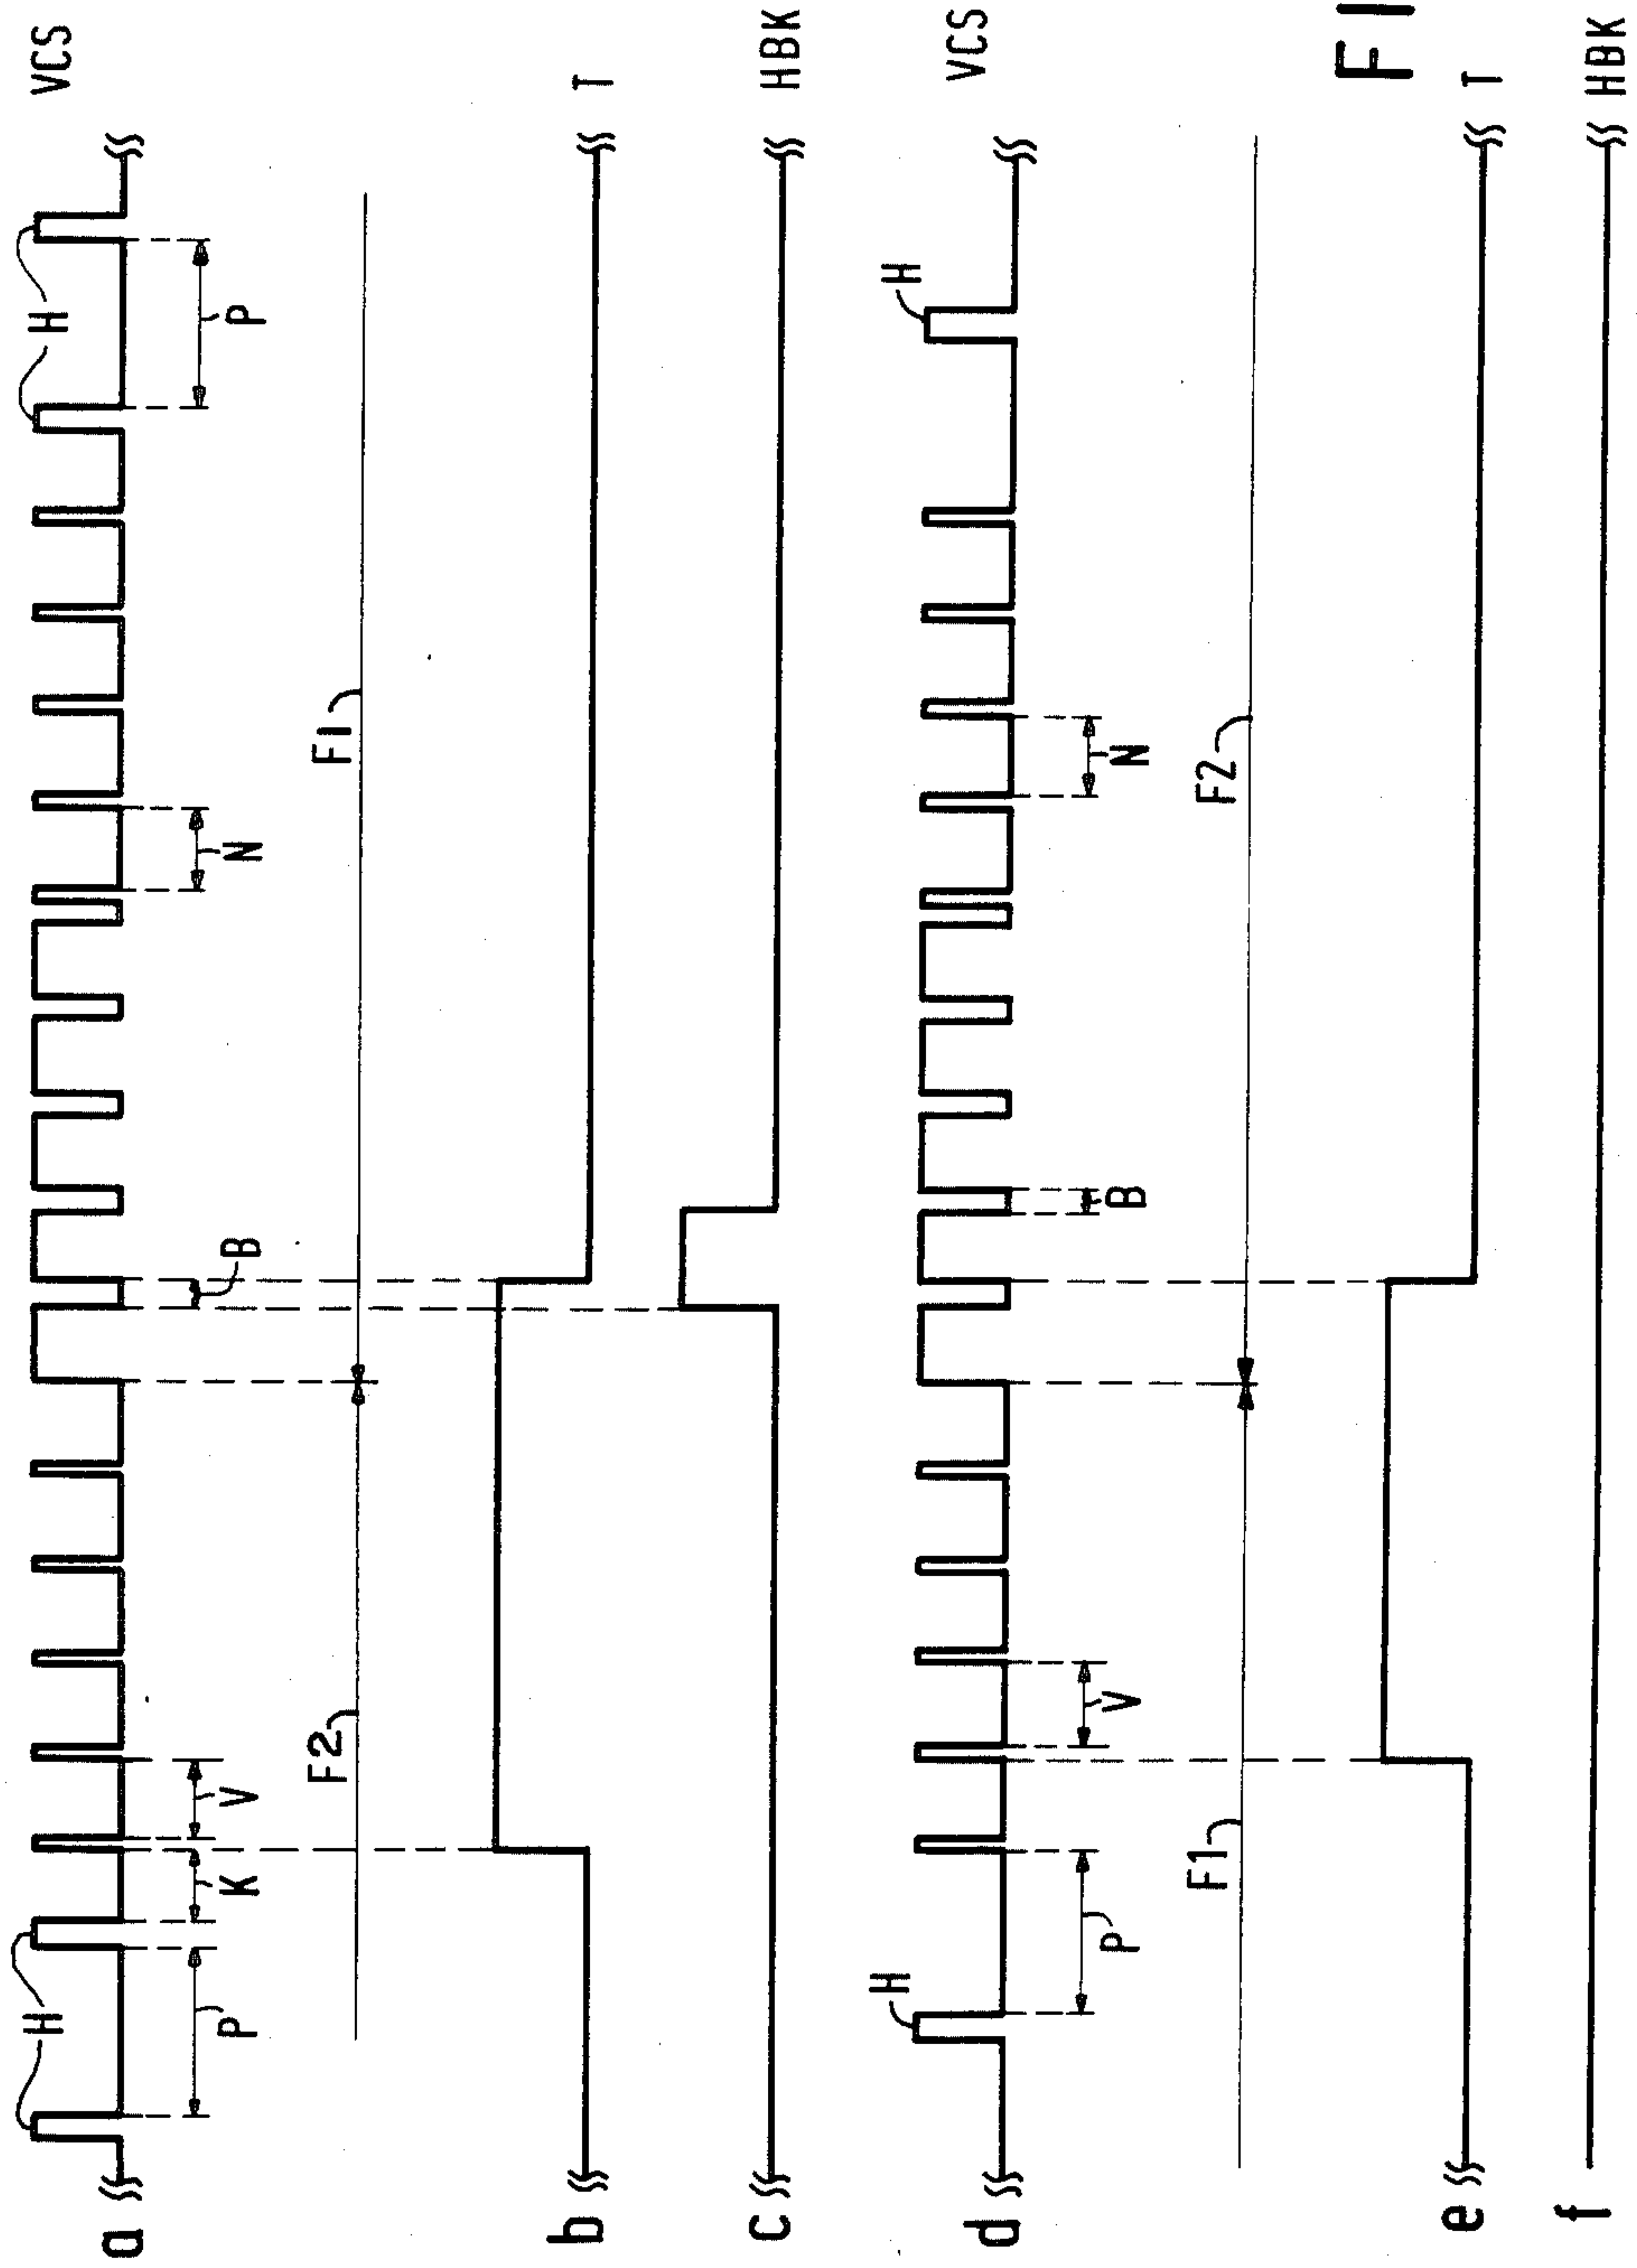 a H H VCS
P K V B N P
F2 F1
b T
c HBK
d H H VCS
P V B N
F1 F2
FI
e T
f HBK